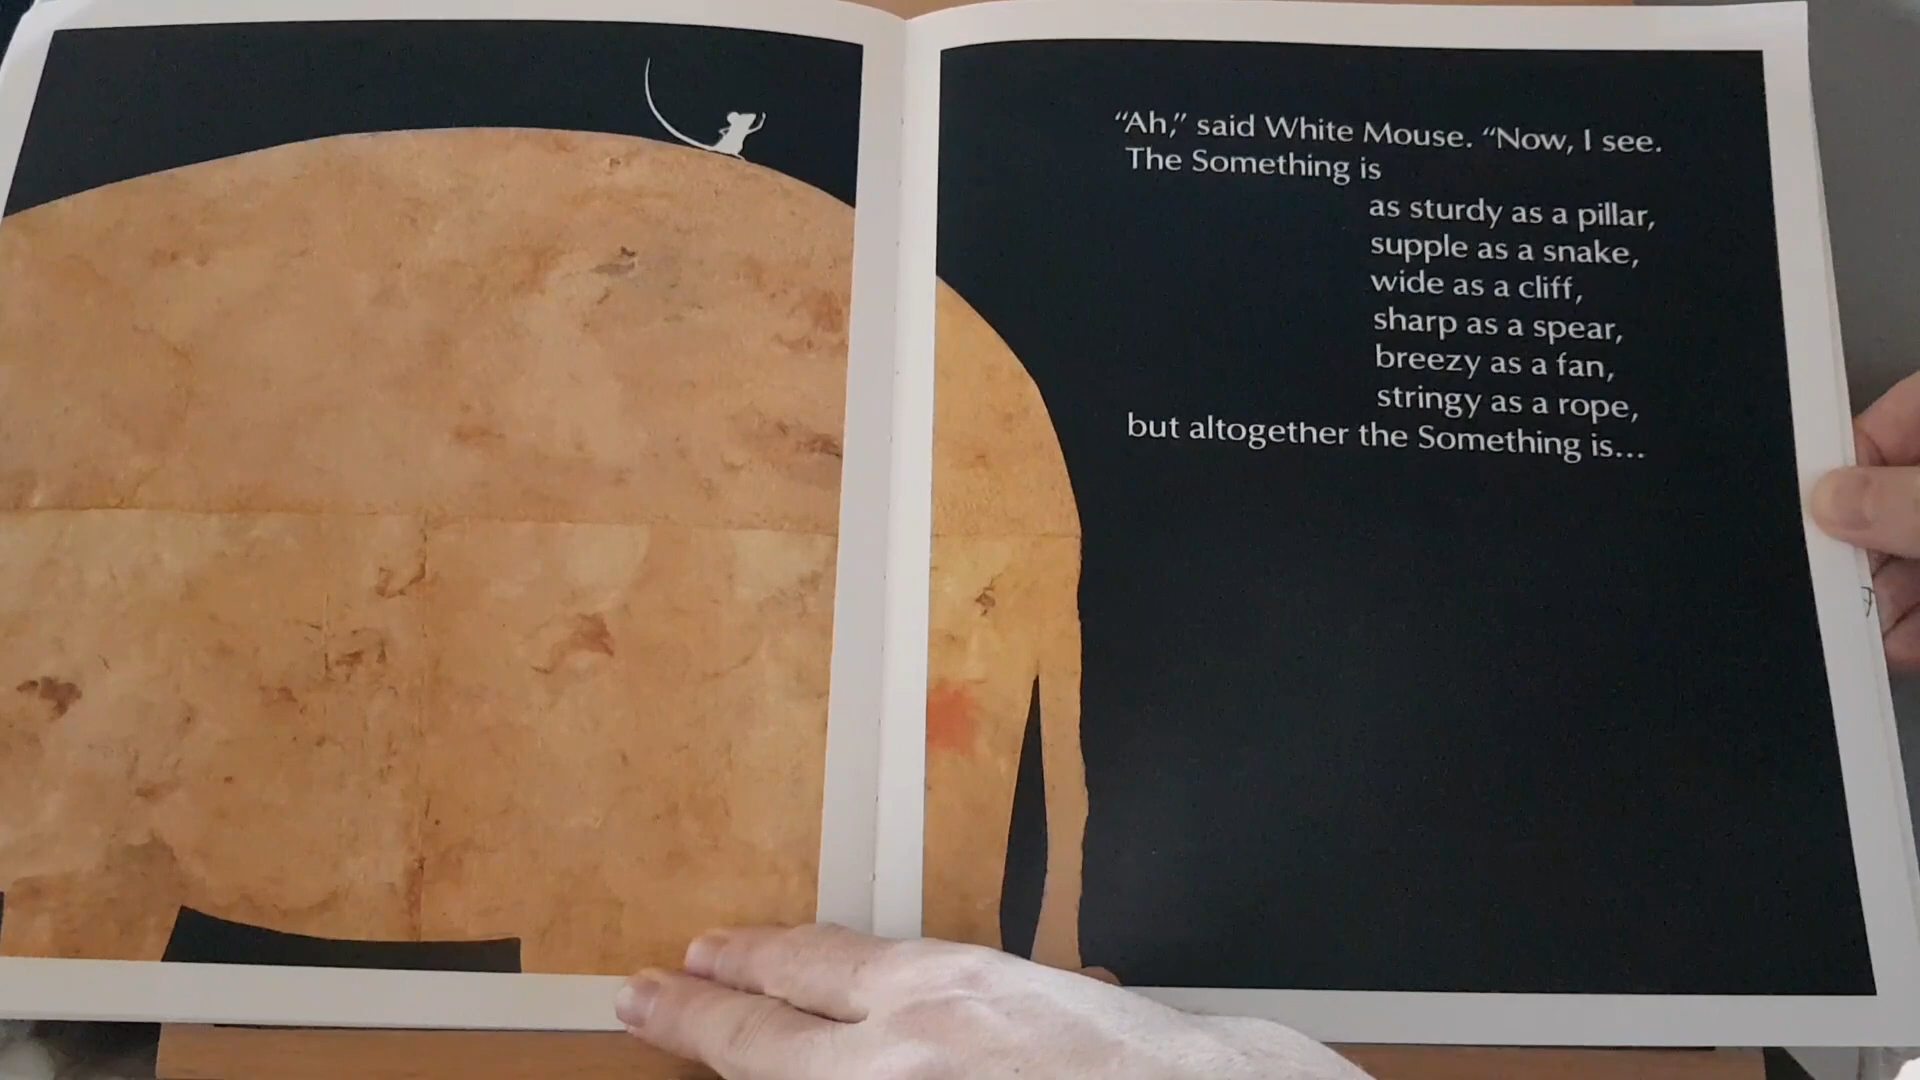 “Ah,” said White Mouse. “Now, I see.
The Something is
as sturdy as a pillar,
supple as a snake,
wide as a cliff,
sharp as a spear,
breezy as a fan,
stringy as a rope,
but altogether the Something is...